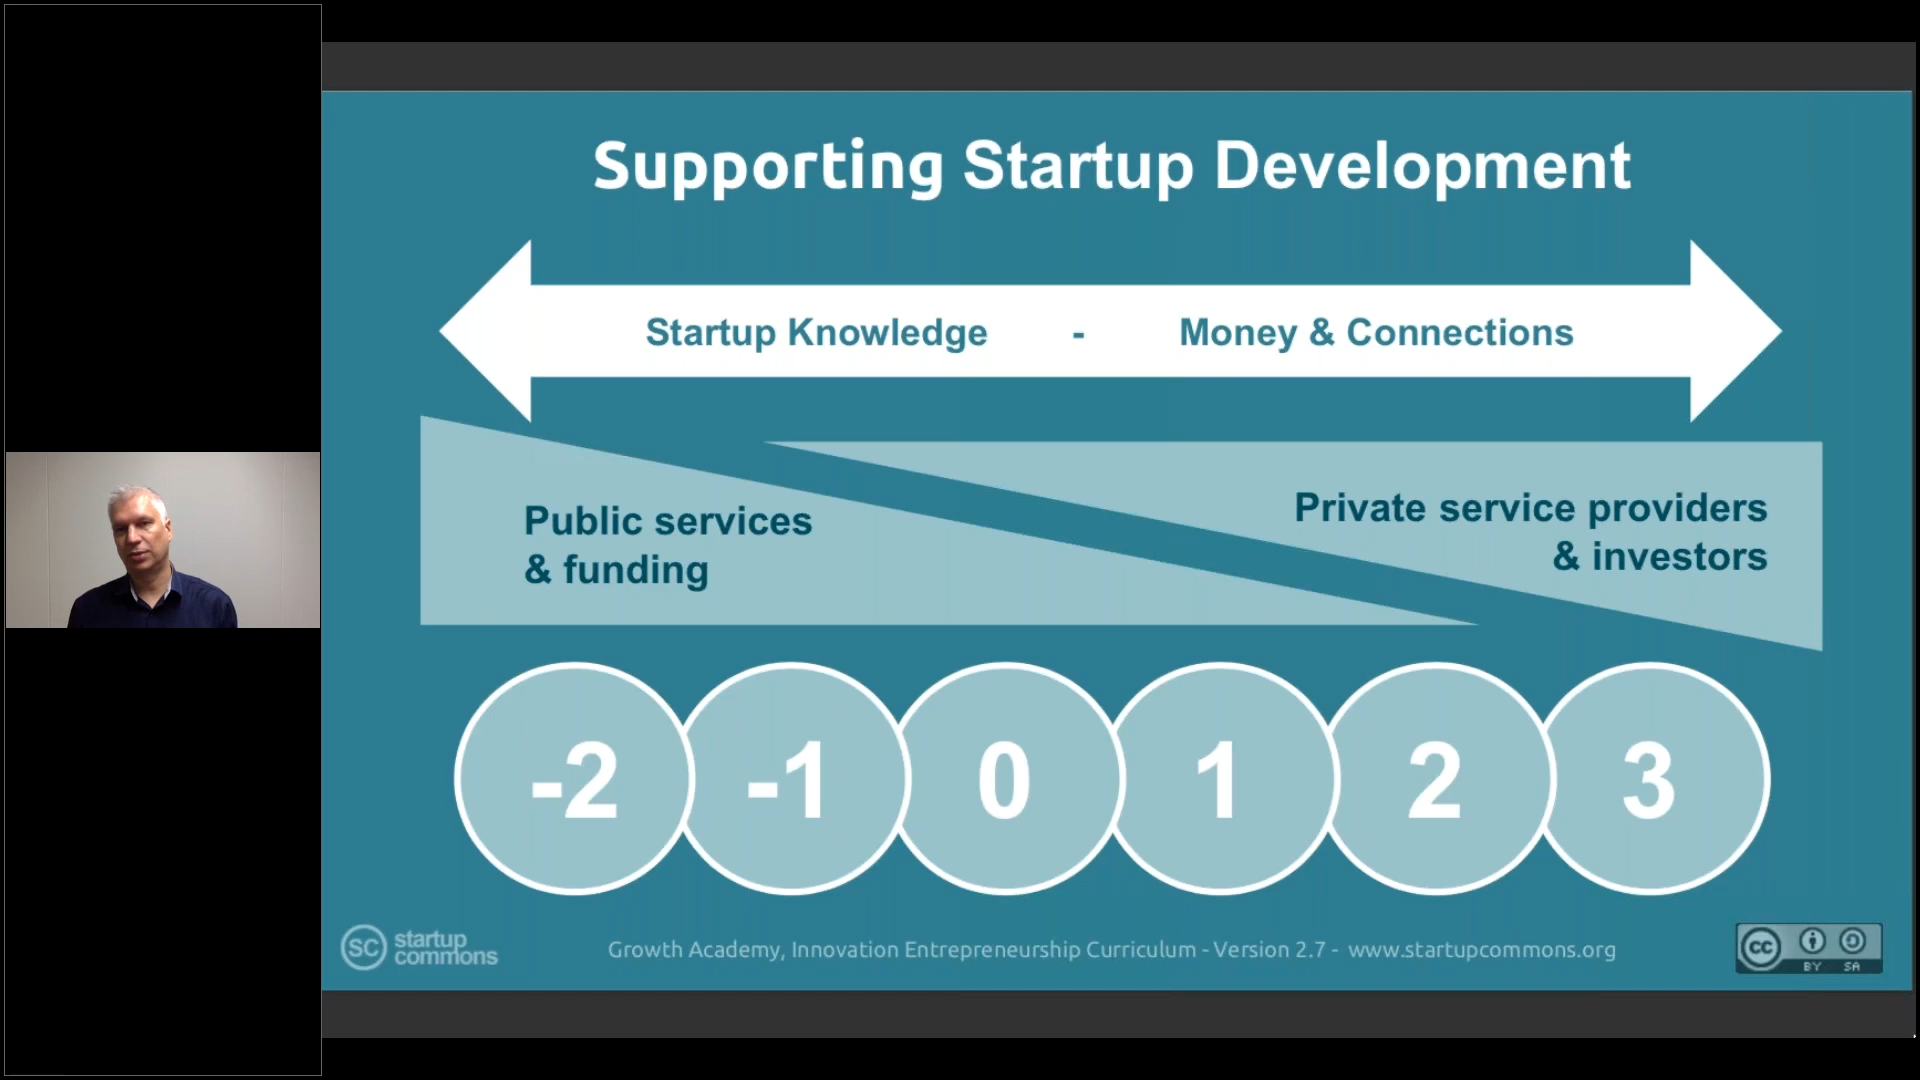 Supporting Startup Development
Startup Knowledge - Money & Connections
Public services
& funding
Private service providers
& investors
-2 -1 0 1 2 3
SC startup
commons
Growth Academy, Innovation Entrepreneurship Curriculum - Version 2.7 - www.startupcommons.org
cc
BY SA